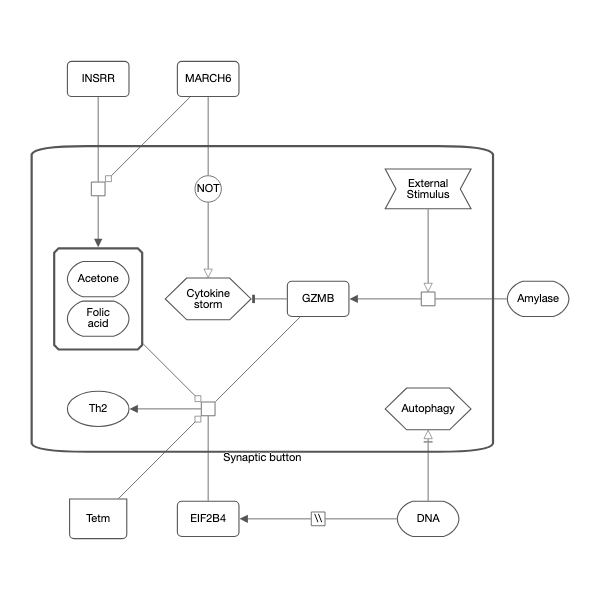 INSRR
MARCH6
NOT
External
Stimulus
Acetone
Folic
acid
Cytokine
storm
GZMB
Amylase
Th2
Autophagy
Synaptic button
Tetm
EIF2B4
\\
DNA